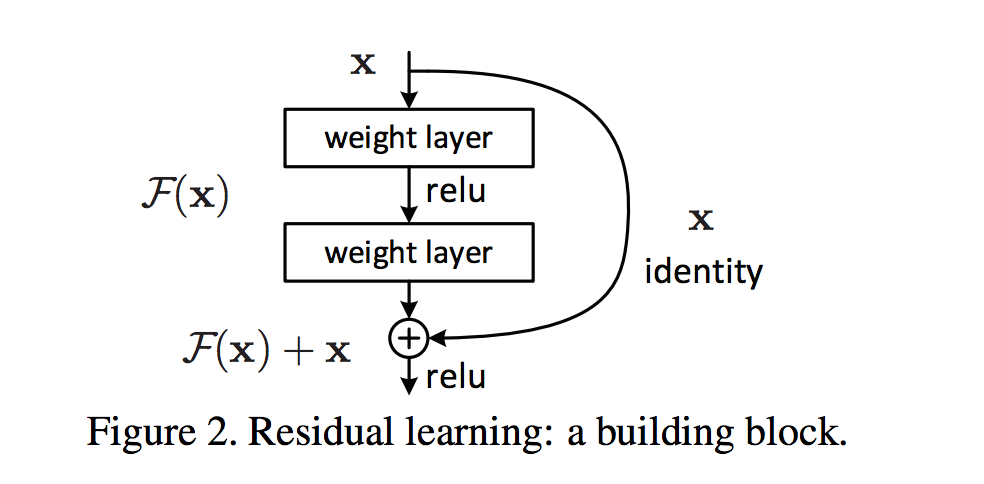 x
weight layer
relu
F(x)
weight layer
x
identity
F(x) + x
relu
Figure 2. Residual learning: a building block.